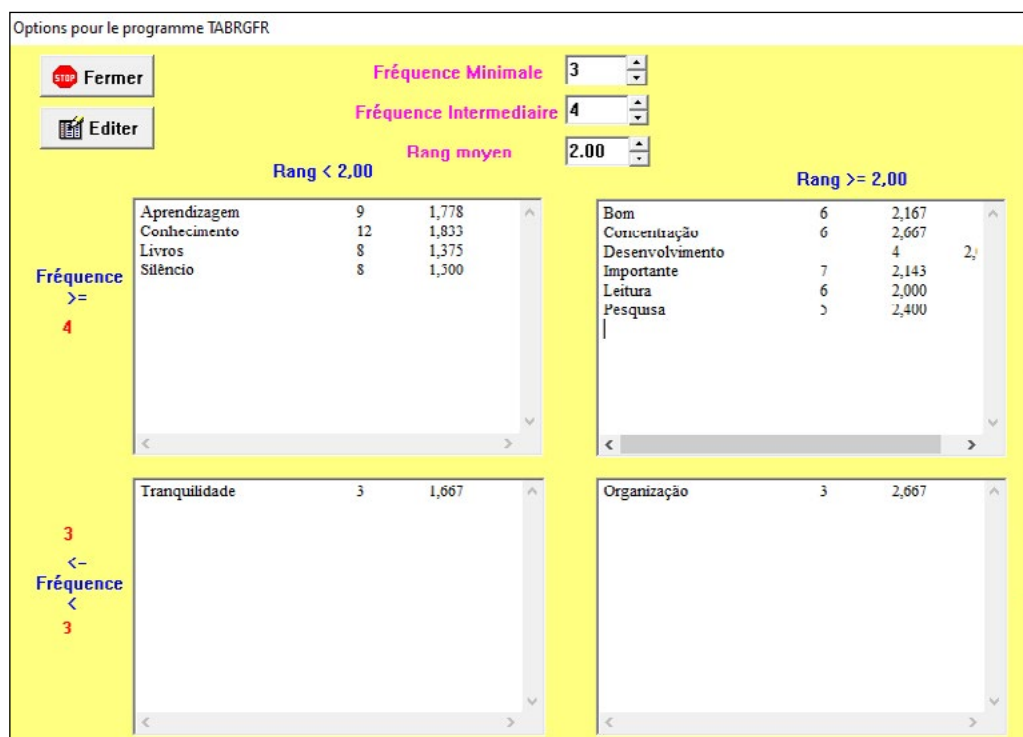 Options pour le programme TABRGFR
STOP Fermer
Fréquence Minimale 3
Editer
Fréquence Intermediaire 4
Rang moyen 2.00
Rang < 2,00
Rang >= 2,00
Fréquence
>=
4
Aprendizagem 9 1,778
Conhecimento 12 1,833
Livros 8 1,375
Silêncio 8 1,500
Bom 6 2,167
Concentração 6 2,667
Desenvolvimento 4 2,
Importante 7 2,143
Leitura 6 2,000
Pesquisa 5 2,400
3
<=
Fréquence
<
3
Tranquilidade 3 1,667
Organização 3 2,667